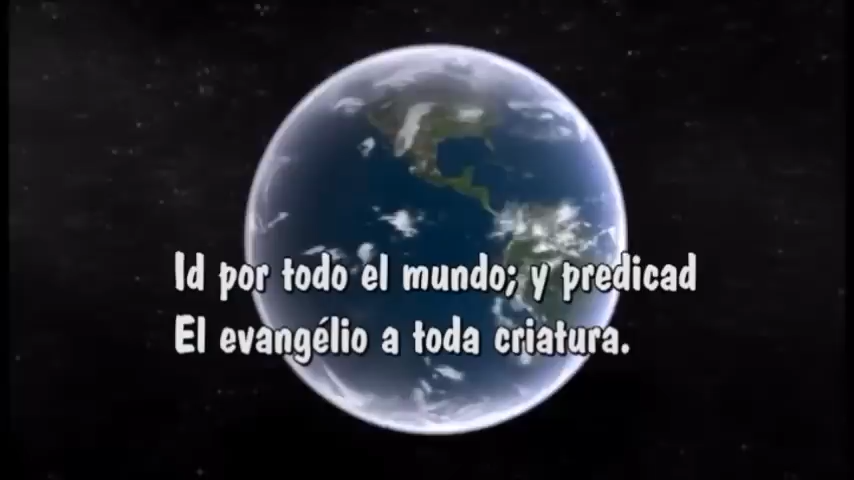 Id por todo el mundo; y predicad
El evangélio a toda criatura.